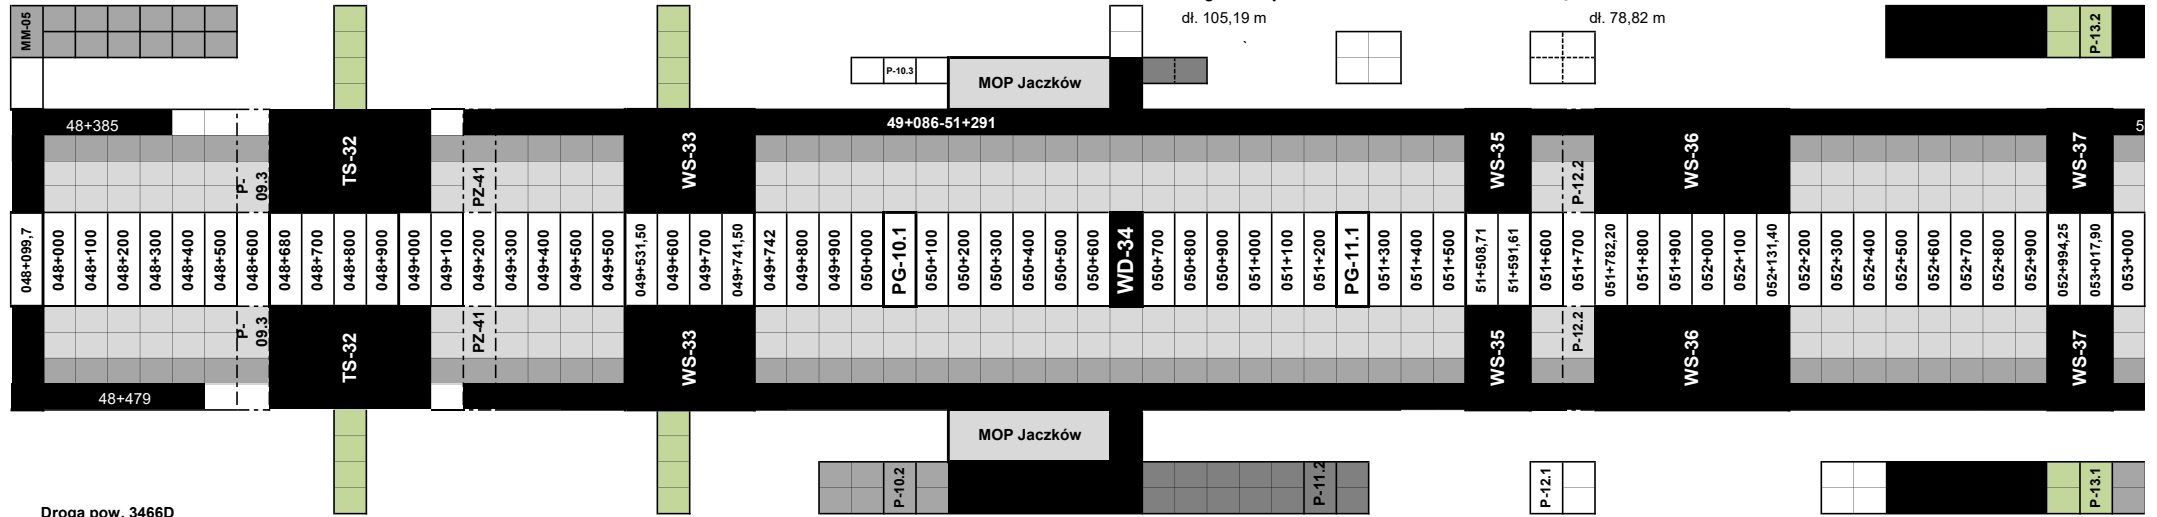 dł. 105,19 m
dł. 78,82 m
MM-05
P-13.2
P-10.3
MOP Jaczków
48+385
49+086-51+291
5
P-
09.3
TS-32
PZ-41
WS-33
WS-35
P-12.2
WS-36
WS-37
048+099,7
048+000
048+100
048+200
048+300
048+400
048+500
048+600
048+680
048+700
048+800
048+900
049+000
049+100
049+200
049+300
049+400
049+500
049+500
049+531,50
049+600
049+700
049+741,50
049+742
049+800
049+900
050+000
PG-10.1
050+100
050+200
050+300
050+400
050+500
050+600
WD-34
050+700
050+800
050+900
051+000
051+100
051+200
PG-11.1
051+300
051+400
051+500
51+508,71
51+591,61
051+600
051+700
051+782,20
051+800
051+900
052+000
052+100
052+131,40
052+200
052+300
052+400
052+500
052+600
052+700
052+800
052+900
052+994,25
053+017,90
053+000
P-
09.3
TS-32
PZ-41
WS-33
WS-35
P-12.2
WS-36
WS-37
48+479
MOP Jaczków
P-10.2
P-11.2
P-12.1
P-13.1
Droga pow. 3466D